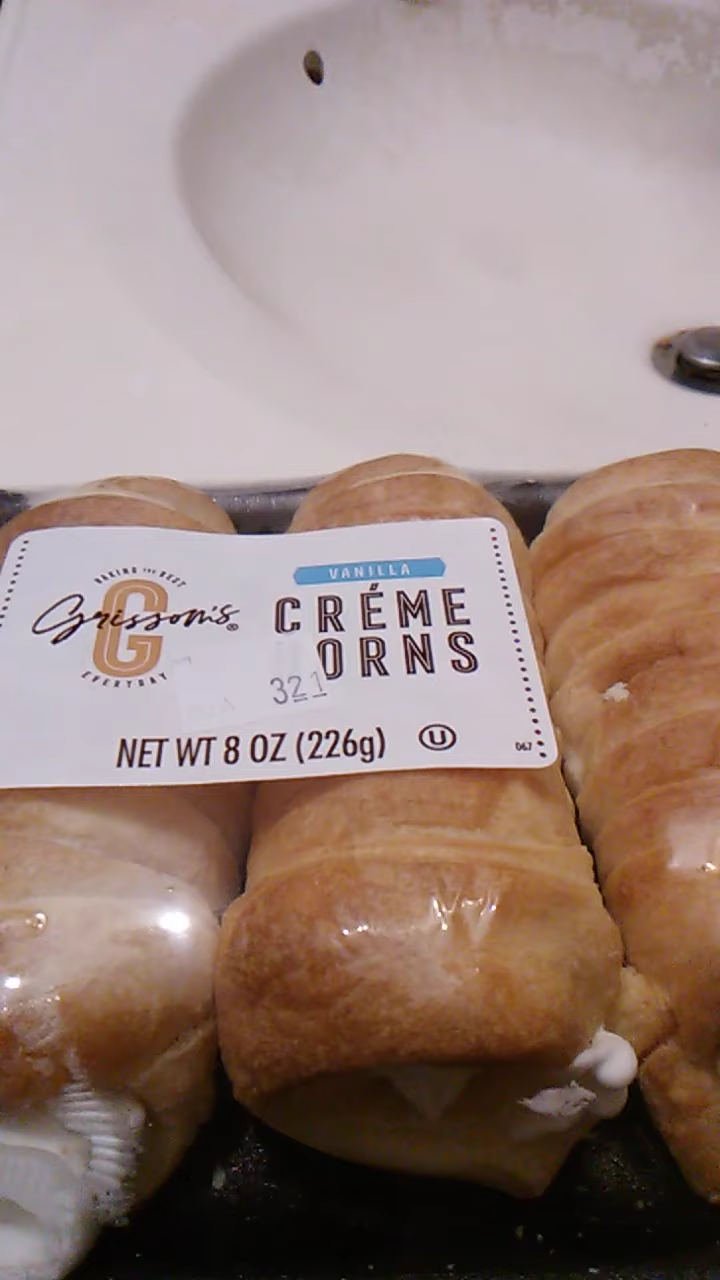 BAKING THE BEST
G
Grissom's®
EVERYDAY
VANILLA
CRÉME
ORNS
321
NET WT 8 OZ (226g)
U
067